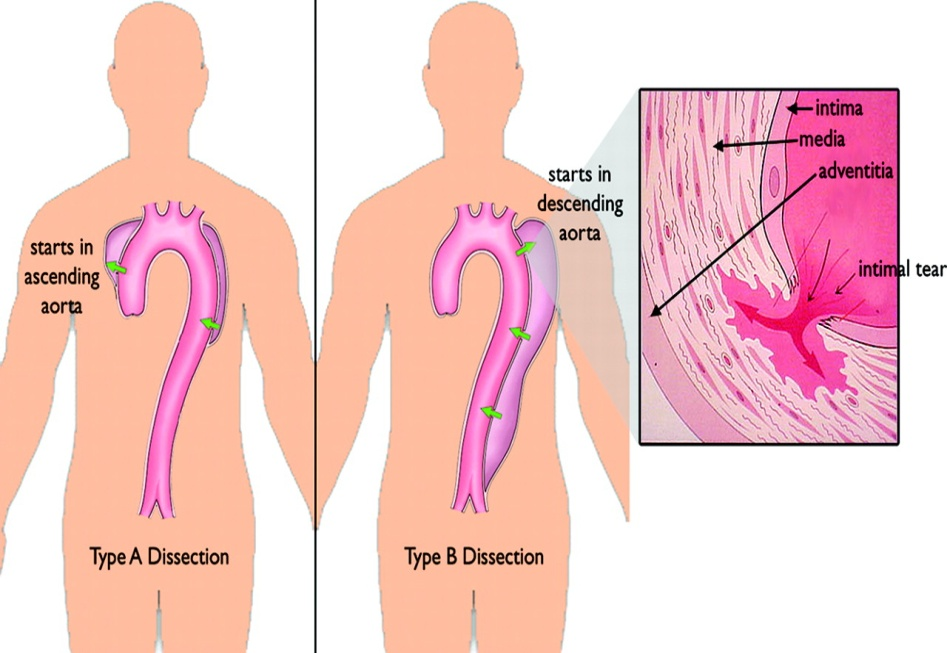 starts in
ascending
aorta
Type A Dissection
starts in
descending
aorta
Type B Dissection
intima
media
adventitia
intimal tear